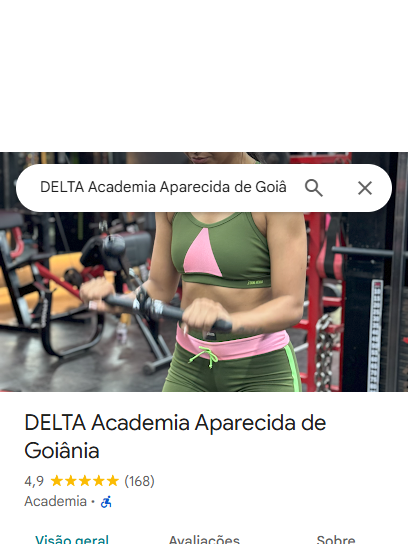 DELTA Academia Aparecida de Goiâ
DELTA Academia Aparecida de
Goiânia
4,9 (168)
Academia ·
Visão geral Avaliações Sobre